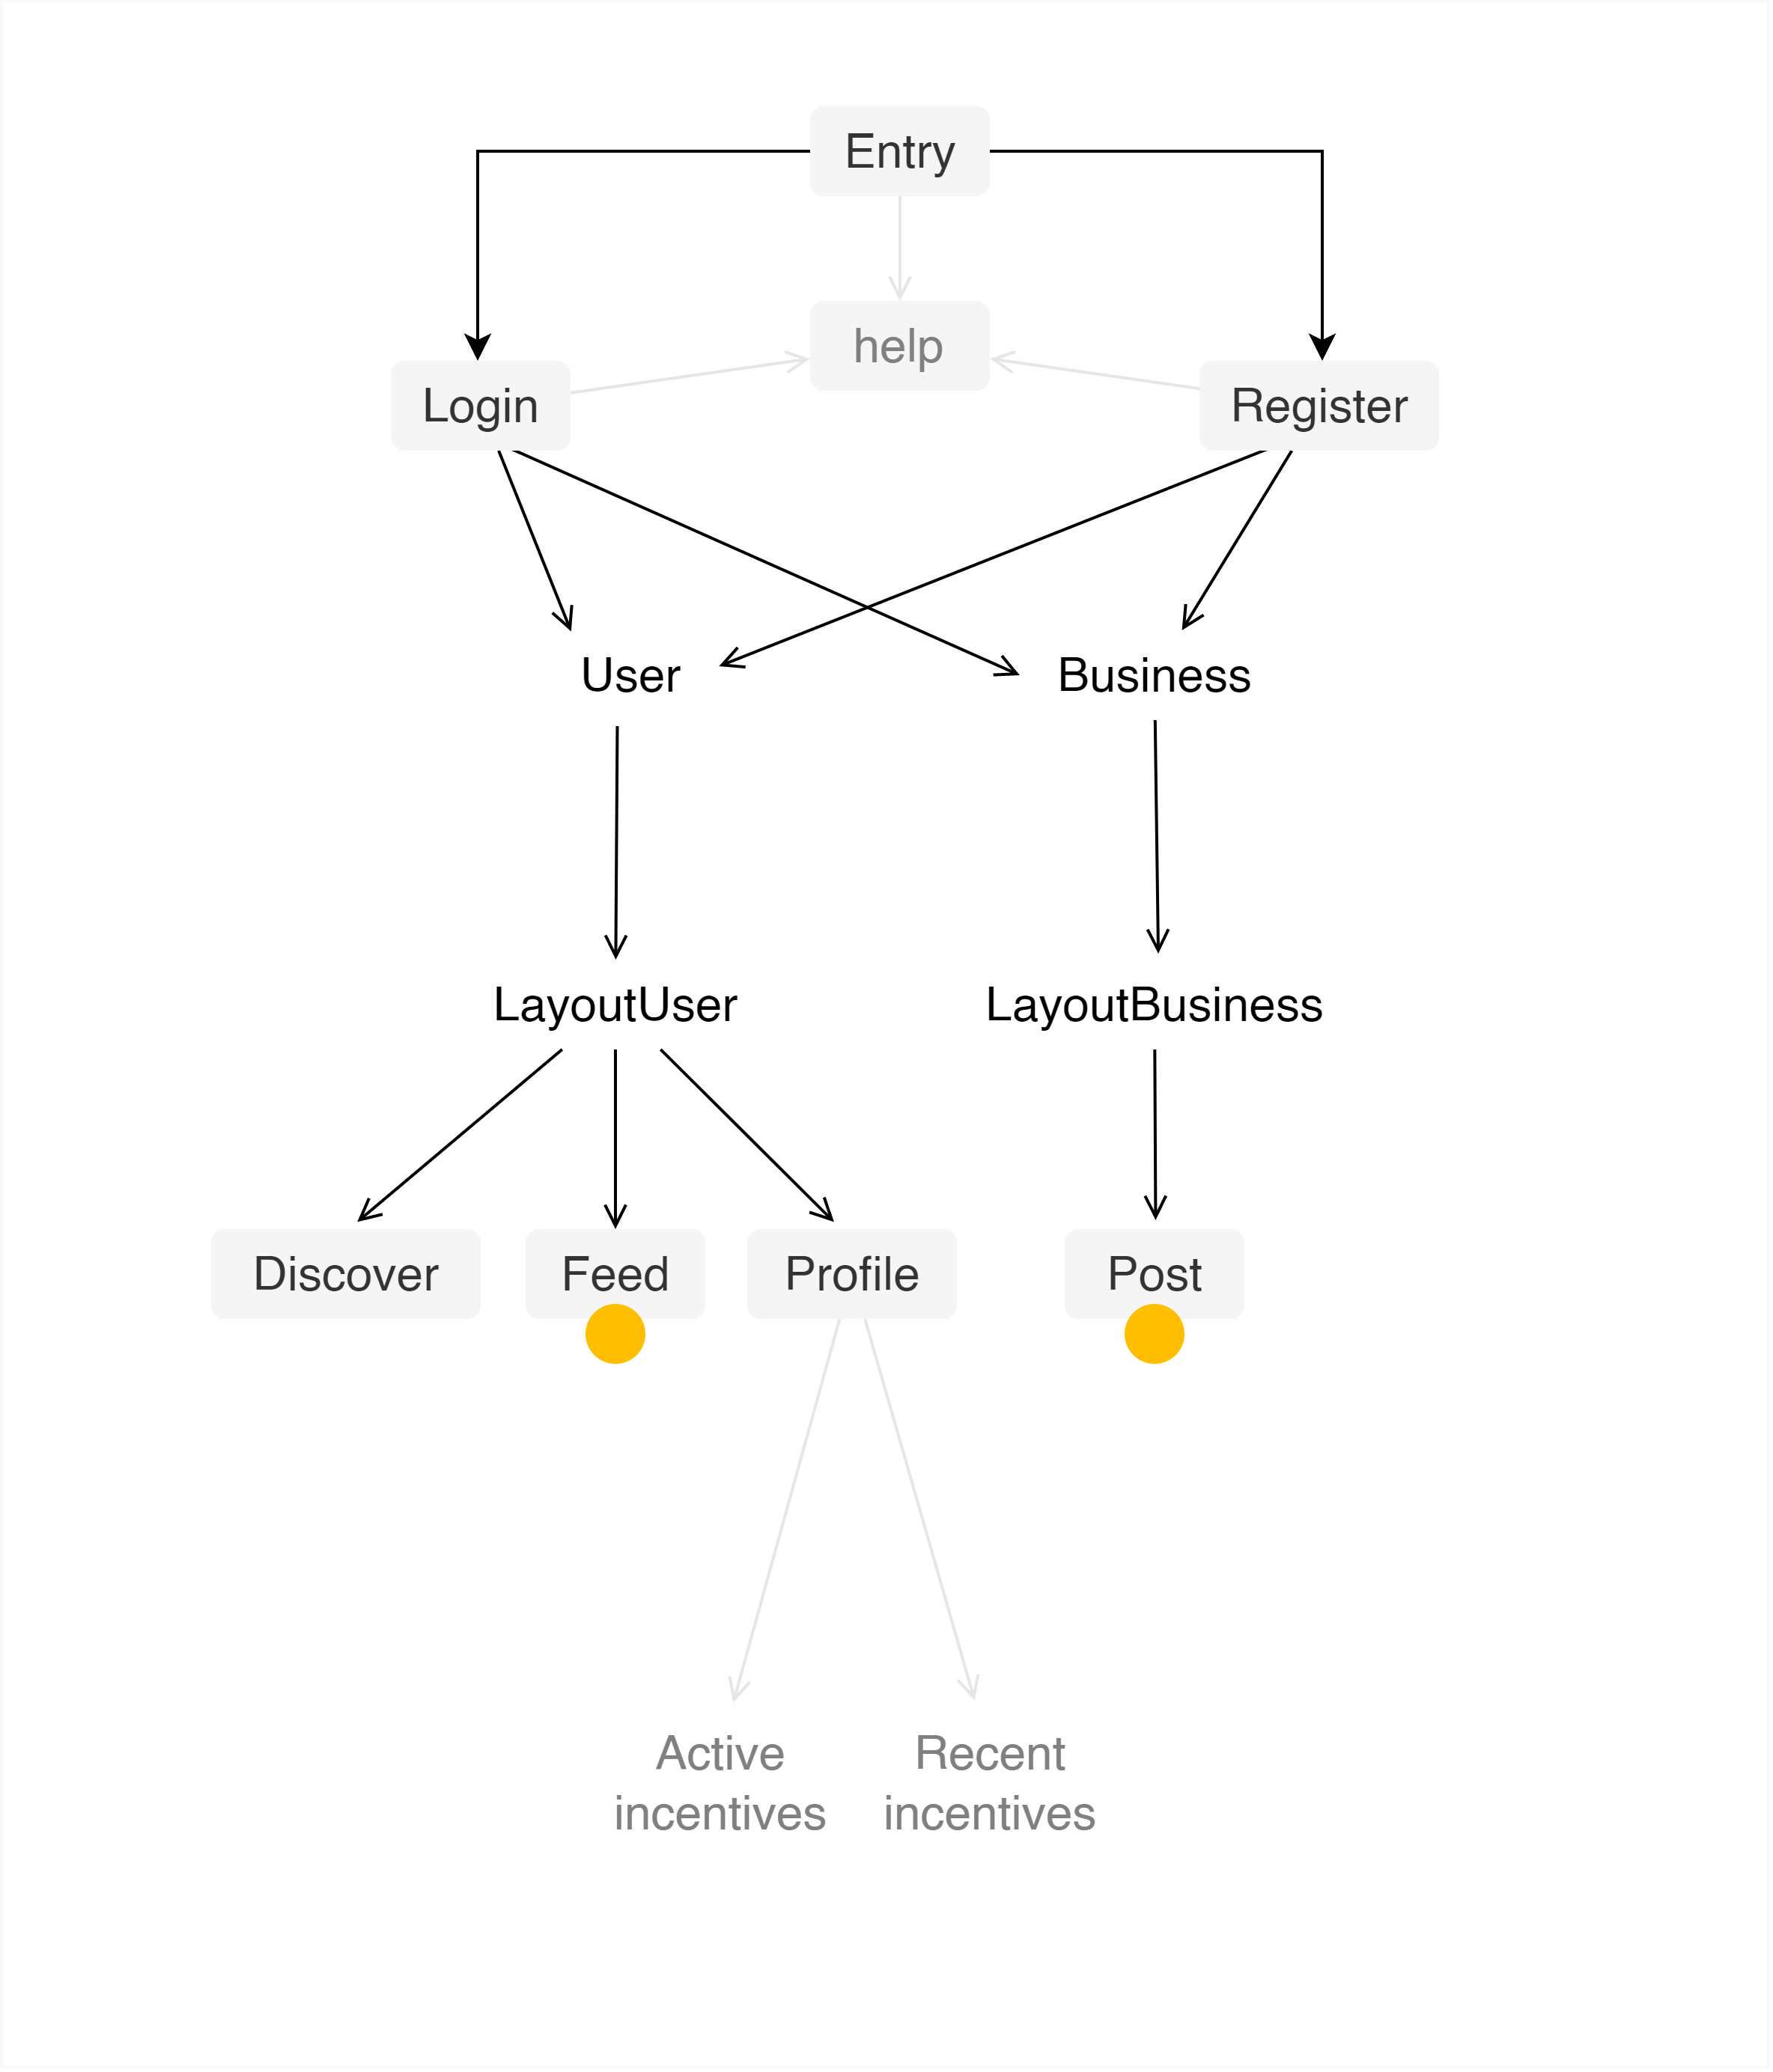 Entry
help
Login
Register
User
Business
LayoutUser
LayoutBusiness
Discover
Feed
Profile
Post
Active
incentives
Recent
incentives